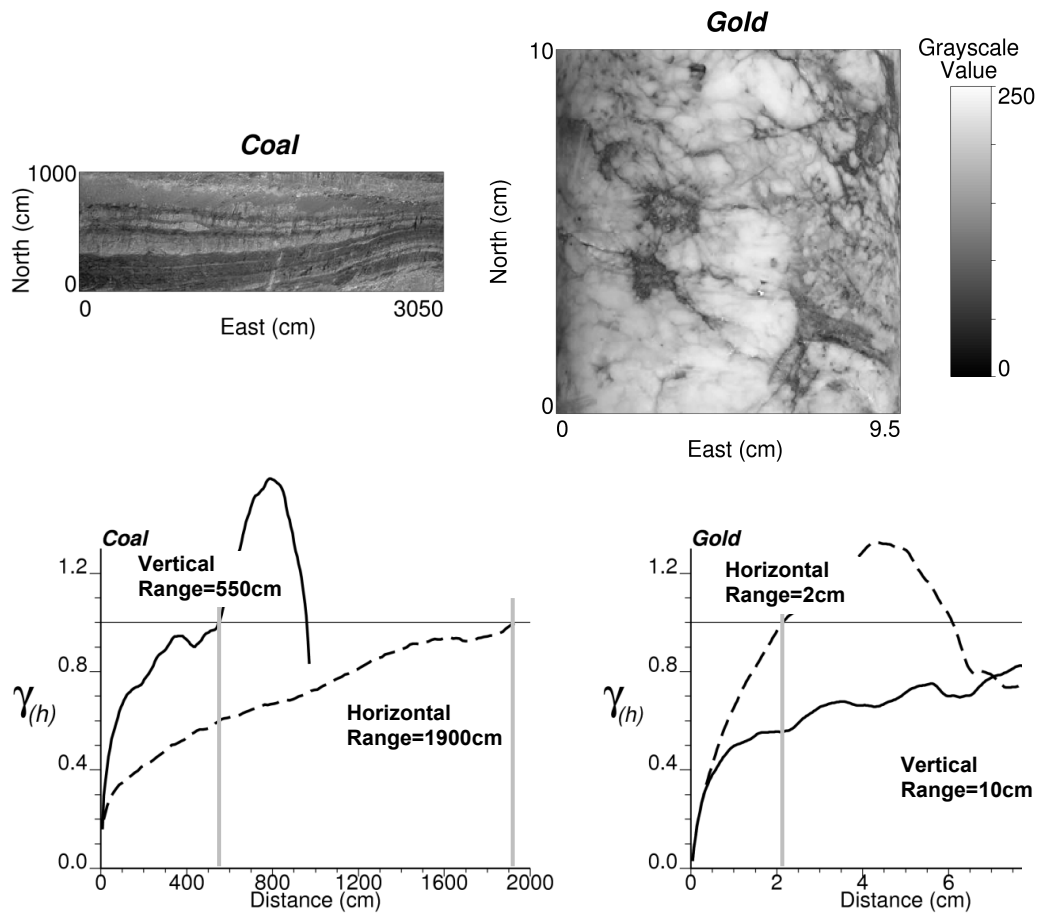 Gold
10
Grayscale
Value
250
Coal
1000
North (cm)
0
0
3050
East (cm)
North (cm)
0
0
9.5
East (cm)
0
Coal
Vertical
Range=550cm
1.2
0.8
0.4
0.0
γ(h)
Horizontal
Range=1900cm
0
400
800
1200
1600
2000
Distance (cm)
Gold
Horizontal
Range=2cm
1.2
0.8
0.4
0.0
γ(h)
Vertical
Range=10cm
0
2
4
6
Distance (cm)